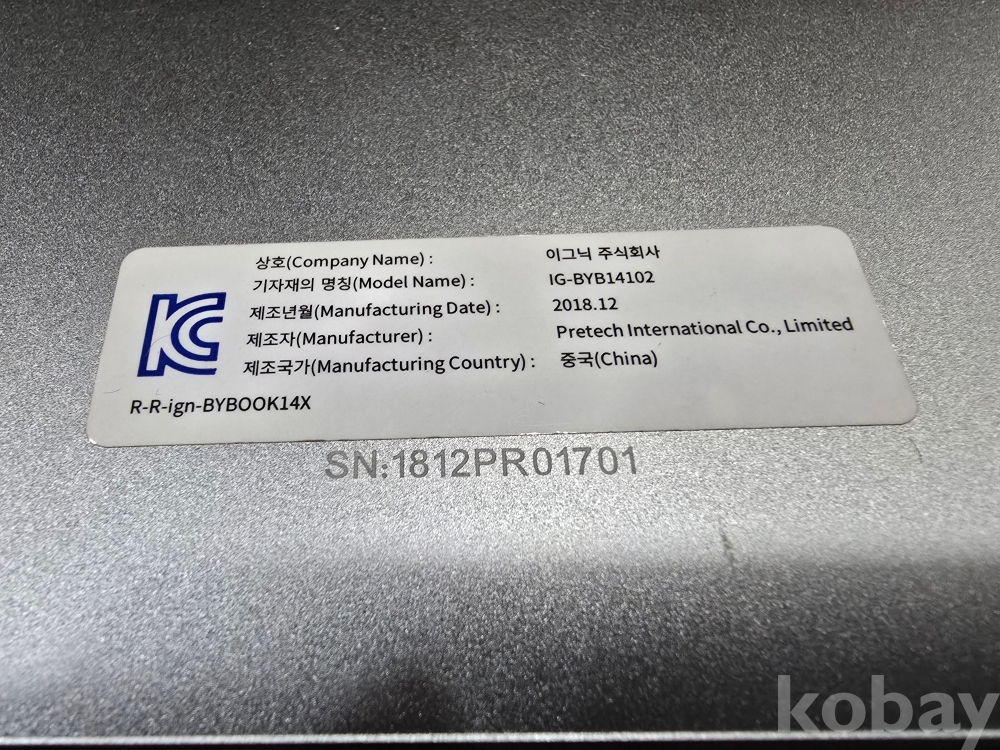 상호(Company Name) : 이그닉 주식회사
기자재의 명칭(Model Name) : IG-BYB14102
제조년월(Manufacturing Date) : 2018.12
제조자(Manufacturer) : Pretech International Co., Limited
제조국가(Manufacturing Country) : 중국(China)
R-R-ign-BYBOOK14X
SN:1812PR01701
kobay